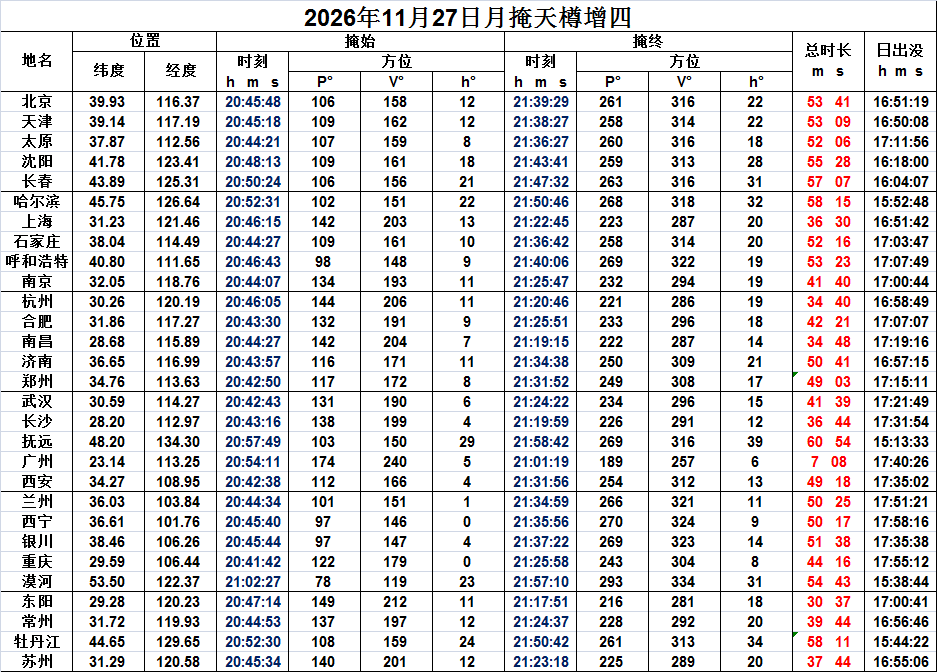 2026年11月27日月掩天樽增四
地名 位置 掩始 掩终 总时长 日出没
纬度 经度 时刻 方位 时刻 方位 m s h m s
h m s P° V° h° h m s P° V° h°
北京 39.93 116.37 20:45:48 106 158 12 21:39:29 261 316 22 53 41 16:51:19
天津 39.14 117.19 20:45:18 109 162 12 21:38:27 258 314 22 53 09 16:50:08
太原 37.87 112.56 20:44:21 107 159 8 21:36:27 260 316 18 52 06 17:11:56
沈阳 41.78 123.41 20:48:13 109 161 18 21:43:41 259 313 28 55 28 16:18:00
长春 43.89 125.31 20:50:24 106 156 21 21:47:32 263 316 31 57 07 16:04:07
哈尔滨 45.75 126.64 20:52:31 102 151 22 21:50:46 268 318 32 58 15 15:52:48
上海 31.23 121.46 20:46:15 142 203 13 21:22:45 223 287 20 36 30 16:51:42
石家庄 38.04 114.49 20:44:27 109 161 10 21:36:42 258 314 20 52 16 17:03:47
呼和浩特 40.80 111.65 20:46:43 98 148 9 21:40:06 269 322 19 53 23 17:07:49
南京 32.05 118.76 20:44:07 134 193 11 21:25:47 232 294 19 41 40 17:00:44
杭州 30.26 120.19 20:46:05 144 206 11 21:20:46 221 286 19 34 40 16:58:49
合肥 31.86 117.27 20:43:30 132 191 9 21:25:51 233 296 18 42 21 17:07:07
南昌 28.68 115.89 20:44:27 142 204 7 21:19:15 222 287 14 34 48 17:19:16
济南 36.65 116.99 20:43:57 116 171 11 21:34:38 250 309 21 50 41 16:57:15
郑州 34.76 113.63 20:42:50 117 172 8 21:31:52 249 308 17 49 03 17:15:11
武汉 30.59 114.27 20:42:43 131 190 6 21:24:22 234 296 15 41 39 17:21:49
长沙 28.20 112.97 20:43:16 138 199 4 21:19:59 226 291 12 36 44 17:31:54
抚远 48.20 134.30 20:57:49 103 150 29 21:58:42 269 316 39 60 54 15:13:33
广州 23.14 113.25 20:54:11 174 240 5 21:01:19 189 257 6 7 08 17:40:26
西安 34.27 108.95 20:42:38 112 166 4 21:31:56 254 312 13 49 18 17:35:02
兰州 36.03 103.84 20:44:34 101 151 1 21:34:59 266 321 11 50 25 17:51:21
西宁 36.61 101.76 20:45:40 97 146 0 21:35:56 270 324 9 50 17 17:58:16
银川 38.46 106.26 20:45:44 97 147 4 21:37:22 269 323 14 51 38 17:35:38
重庆 29.59 106.44 20:41:42 122 179 0 21:25:58 243 304 8 44 16 17:55:12
漠河 53.50 122.37 21:02:27 78 119 23 21:57:10 293 334 31 54 43 15:38:44
东阳 29.28 120.23 20:47:14 149 212 11 21:17:51 216 281 18 30 37 17:00:41
常州 31.72 119.93 20:44:53 137 197 12 21:24:37 228 292 20 39 44 16:56:46
牡丹江 44.65 129.65 20:52:30 108 159 24 21:50:42 261 313 34 58 11 15:44:22
苏州 31.29 120.58 20:45:34 140 201 12 21:23:18 225 289 20 37 44 16:55:06